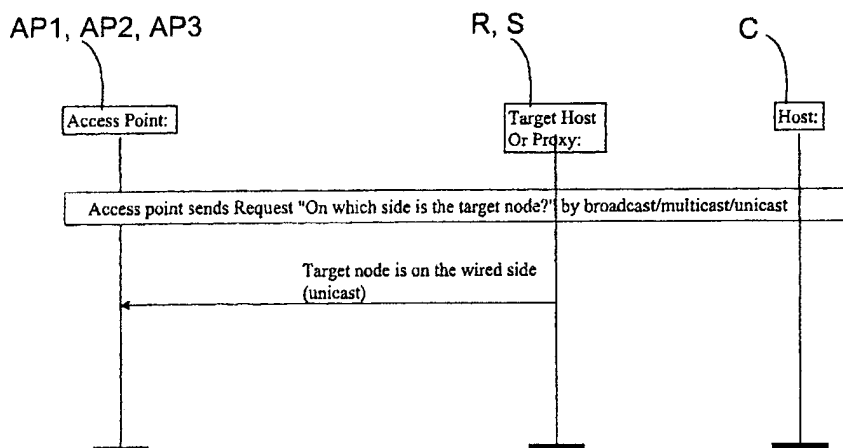 AP1, AP2, AP3
R, S
C
Access Point:
Target Host
Or Proxy:
Host:
Access point sends Request "On which side is the target node?" by broadcast/multicast/unicast
Target node is on the wired side
(unicast)